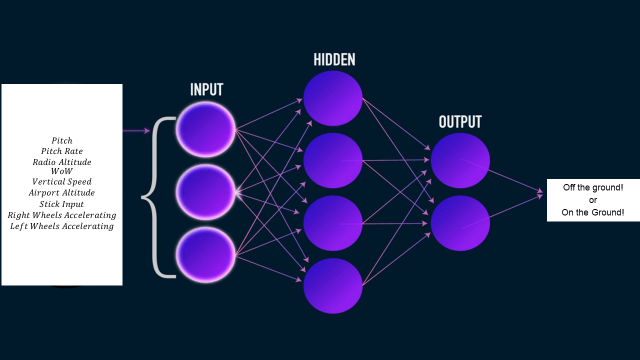 HIDDEN
INPUT
OUTPUT
Pitch
Pitch Rate
Radio Altitude
WoW
Vertical Speed
Airport Altitude
Stick Input
Right Wheels Accelerating
Left Wheels Accelerating
Off the ground!
or
On the Ground!